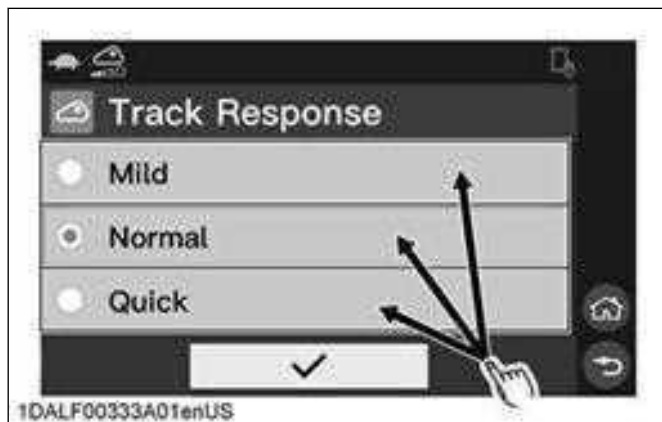 Track Response
Mild
Normal
Quick
1DALF00333A01enUS